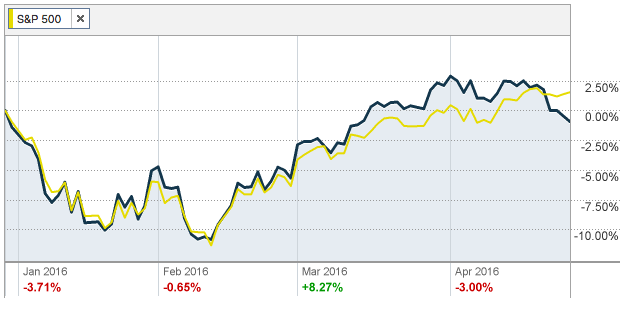 S&P 500 ×
2.50%
0.00%
-2.50%
-5.00%
-7.50%
-10.00%
Jan 2016 Feb 2016 Mar 2016 Apr 2016
-3.71% -0.65% +8.27% -3.00%